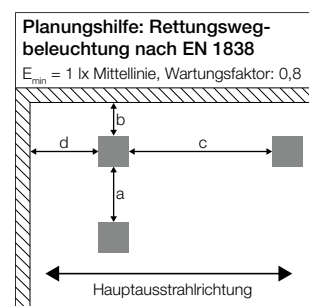 Planungshilfe: Rettungsweg-
beleuchtung nach EN 1838
Emin = 1 lx Mittellinie, Wartungsfaktor: 0,8
b
d
c
a
Hauptausstrahlrichtung